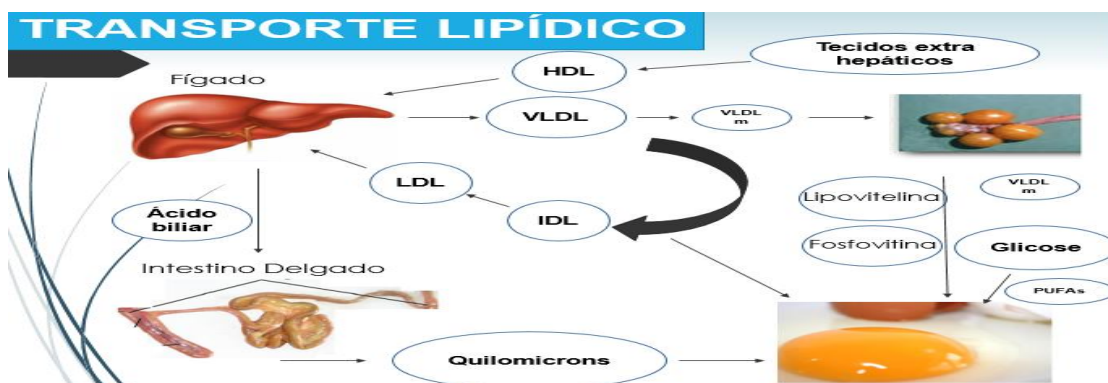 TRANSPORTE LIPÍDICO
Tecidos extra
hepáticos
HDL
Fígado
VLDL
VLDL
m
LDL
Lipovitelina
VLDL
m
Ácido
biliar
IDL
Fosfovitina
Glicose
Intestino Delgado
PUFAs
Quilomicrons